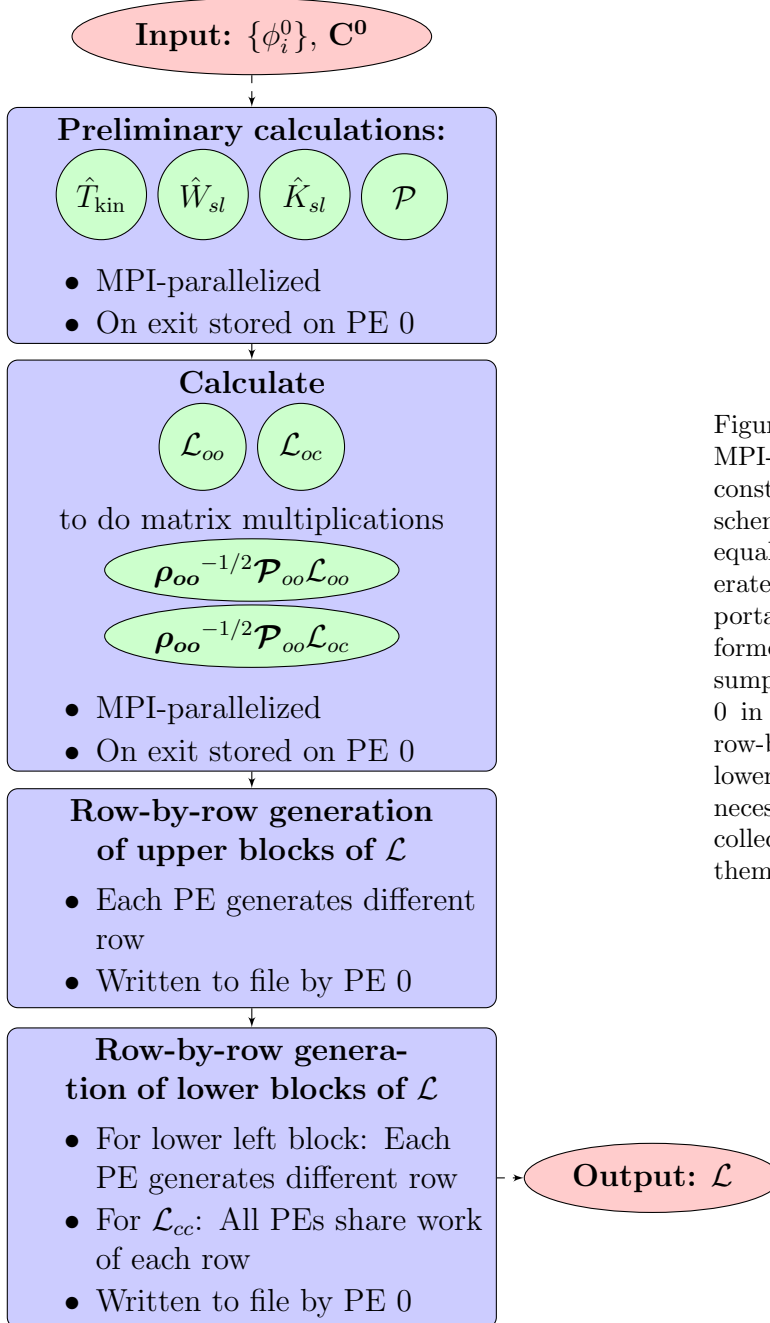 Input: {ϕ_i^0}, C^0
Preliminary calculations:
T̂_kin Ŵ_sl K̂_sl 𝒫
• MPI-parallelized
• On exit stored on PE 0
Calculate
ℒ_oo ℒ_oc
to do matrix multiplications
ρ_oo^{−1/2}𝒫_ooℒ_oo
ρ_oo^{−1/2}𝒫_ooℒ_oc
• MPI-parallelized
• On exit stored on PE 0
Row-by-row generation
of upper blocks of ℒ
• Each PE generates different
row
• Written to file by PE 0
Row-by-row genera-
tion of lower blocks of ℒ
• For lower left block: Each
PE generates different row
• For ℒ_cc: All PEs share work
of each row
• Written to file by PE 0
Output: ℒ
Figur
MPI-
const
schem
equal
erate
porta
forme
sump
0 in
row-b
lower
neces
collec
them